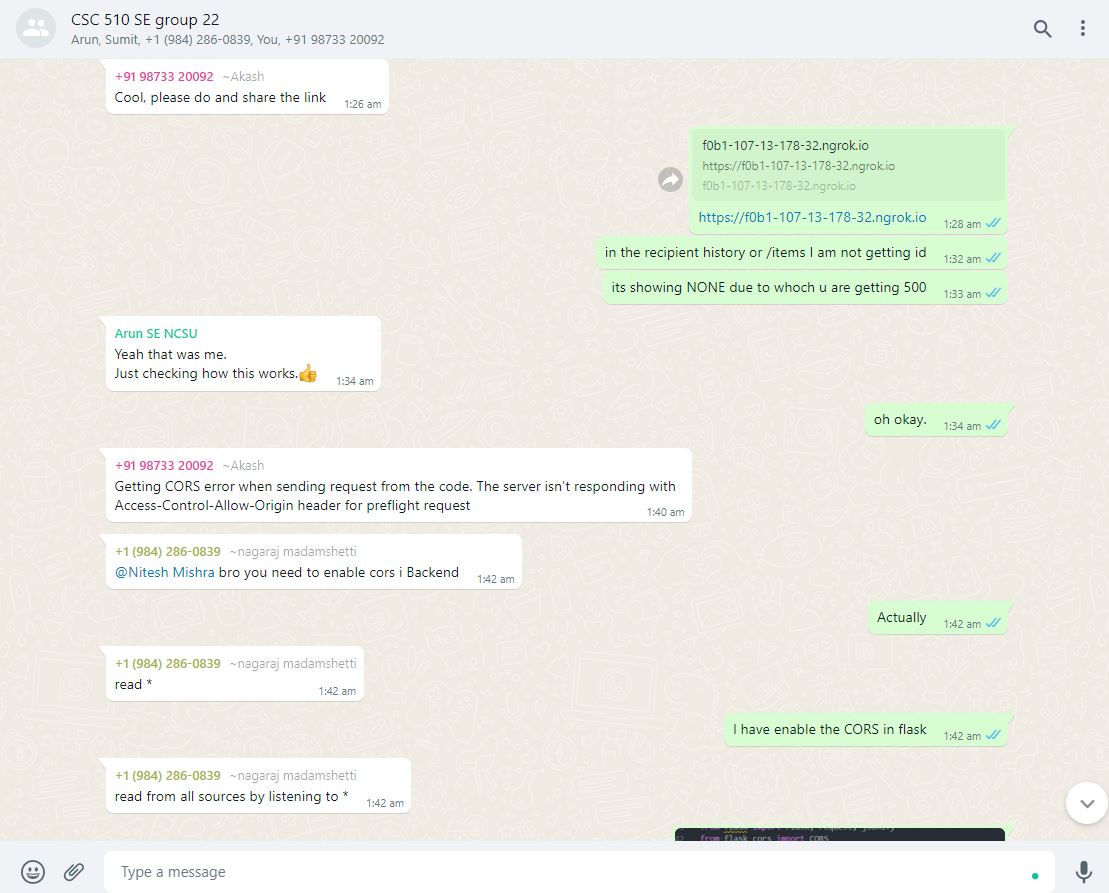 CSC 510 SE group 22
Arun, Sumit, +1 (984) 286-0839, You, +91 98733 20092
+91 98733 20092 ~Akash
Cool, please do and share the link
1:26 am
f0b1-107-13-178-32.ngrok.io
https://f0b1-107-13-178-32.ngrok.io
f0b1-107-13-178-32.ngrok.io
https://f0b1-107-13-178-32.ngrok.io
1:28 am
in the recipient history or /items I am not getting id
1:32 am
its showing NONE due to whoch u are getting 500
1:33 am
Arun SE NCSU
Yeah that was me.
Just checking how this works.👍
1:34 am
oh okay.
1:34 am
+91 98733 20092 ~Akash
Getting CORS error when sending request from the code. The server isn't responding with
Access-Control-Allow-Origin header for preflight request
1:40 am
+1 (984) 286-0839 ~nagaraj madamshetti
@Nitesh Mishra bro you need to enable cors i Backend
1:42 am
Actually
1:42 am
+1 (984) 286-0839 ~nagaraj madamshetti
read *
1:42 am
I have enable the CORS in flask
1:42 am
+1 (984) 286-0839 ~nagaraj madamshetti
read from all sources by listening to *
1:42 am
from flask import Flask, request, jsonify
from flask_cors import CORS
Type a message